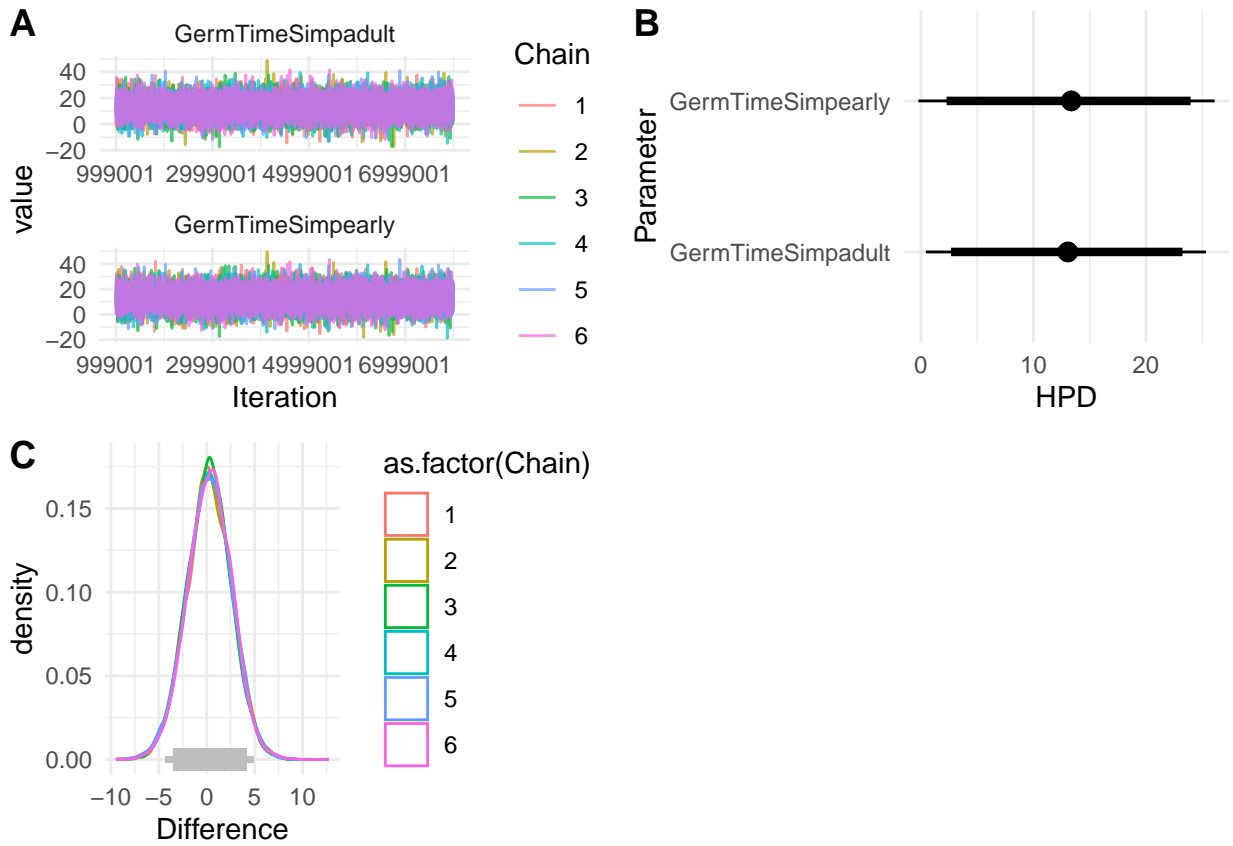 A
GermTimeSimpadult
40
20
0
−20
999001 2999001 4999001 6999001
value
GermTimeSimpearly
40
20
0
−20
999001 2999001 4999001 6999001
Iteration
Chain
1
2
3
4
5
6
B
Parameter
GermTimeSimpearly
GermTimeSimpadult
0 10 20
HPD
C
density
0.15
0.10
0.05
0.00
−10 −5 0 5 10
Difference
as.factor(Chain)
1
2
3
4
5
6